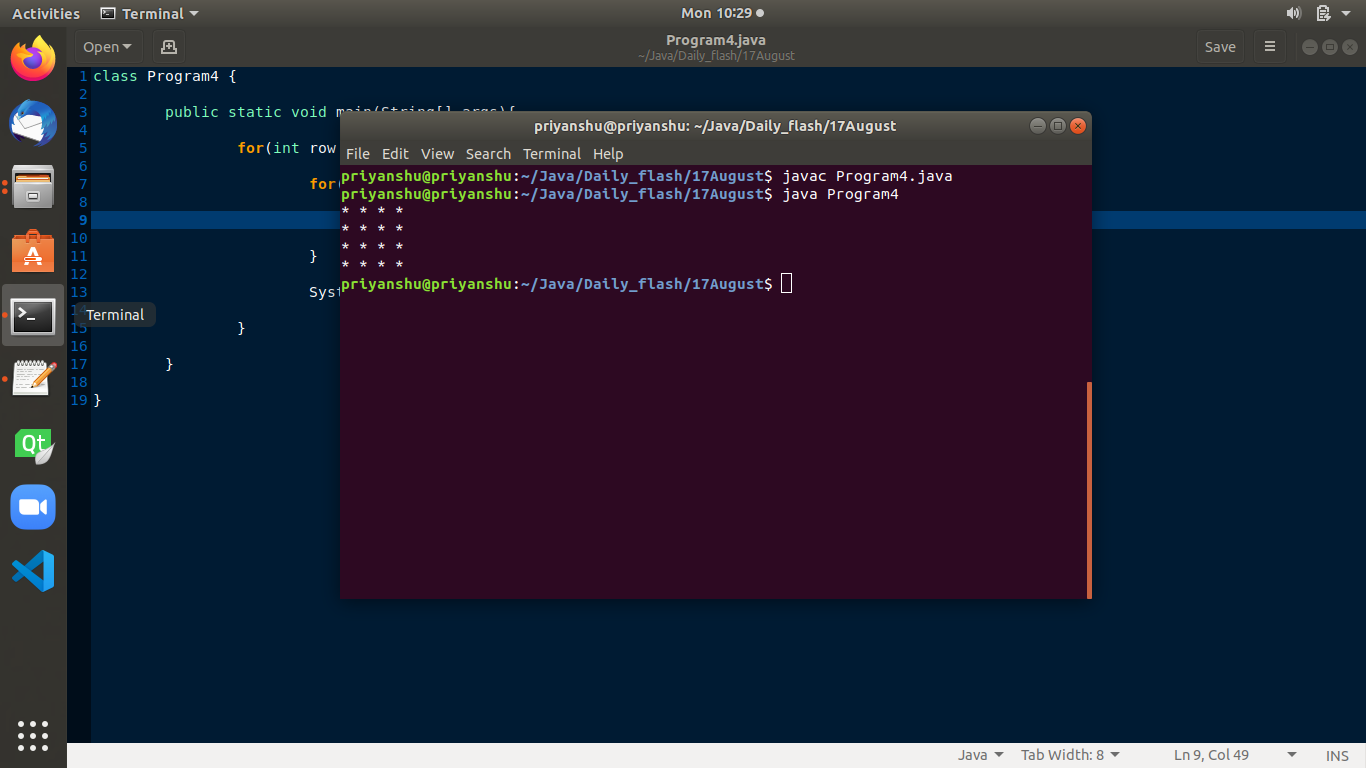 Activities Terminal Mon 10:29
Open Program4.java Save
~/Java/Daily_flash/17August
1 class Program4 {
2
3 public static void main(String[] args){
4
5 for(int row
6
7 for(
8
9
10
11 }
12
13 Syst
15 }
16
17 }
18
19 }
Terminal
priyanshu@priyanshu: ~/Java/Daily_flash/17August
File Edit View Search Terminal Help
priyanshu@priyanshu:~/Java/Daily_flash/17August$ javac Program4.java
priyanshu@priyanshu:~/Java/Daily_flash/17August$ java Program4
* * * *
* * * *
* * * *
* * * *
priyanshu@priyanshu:~/Java/Daily_flash/17August$
Qt
Java Tab Width: 8 Ln 9, Col 49 INS